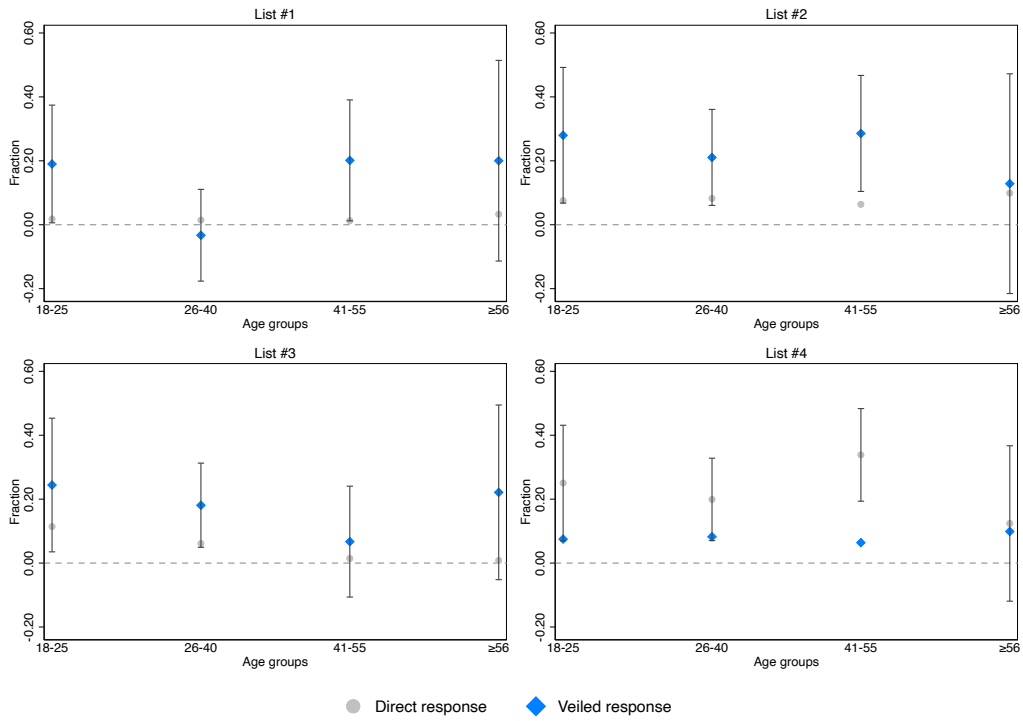 List #1
0.60
0.40
0.20
0.00
-0.20
Fraction
18-25 26-40 41-55 ≥56
Age groups
List #2
0.60
0.40
0.20
0.00
-0.20
Fraction
18-25 26-40 41-55 ≥56
Age groups
List #3
0.60
0.40
0.20
0.00
-0.20
Fraction
18-25 26-40 41-55 ≥56
Age groups
List #4
0.60
0.40
0.20
0.00
-0.20
Fraction
18-25 26-40 41-55 ≥56
Age groups
Direct response Veiled response